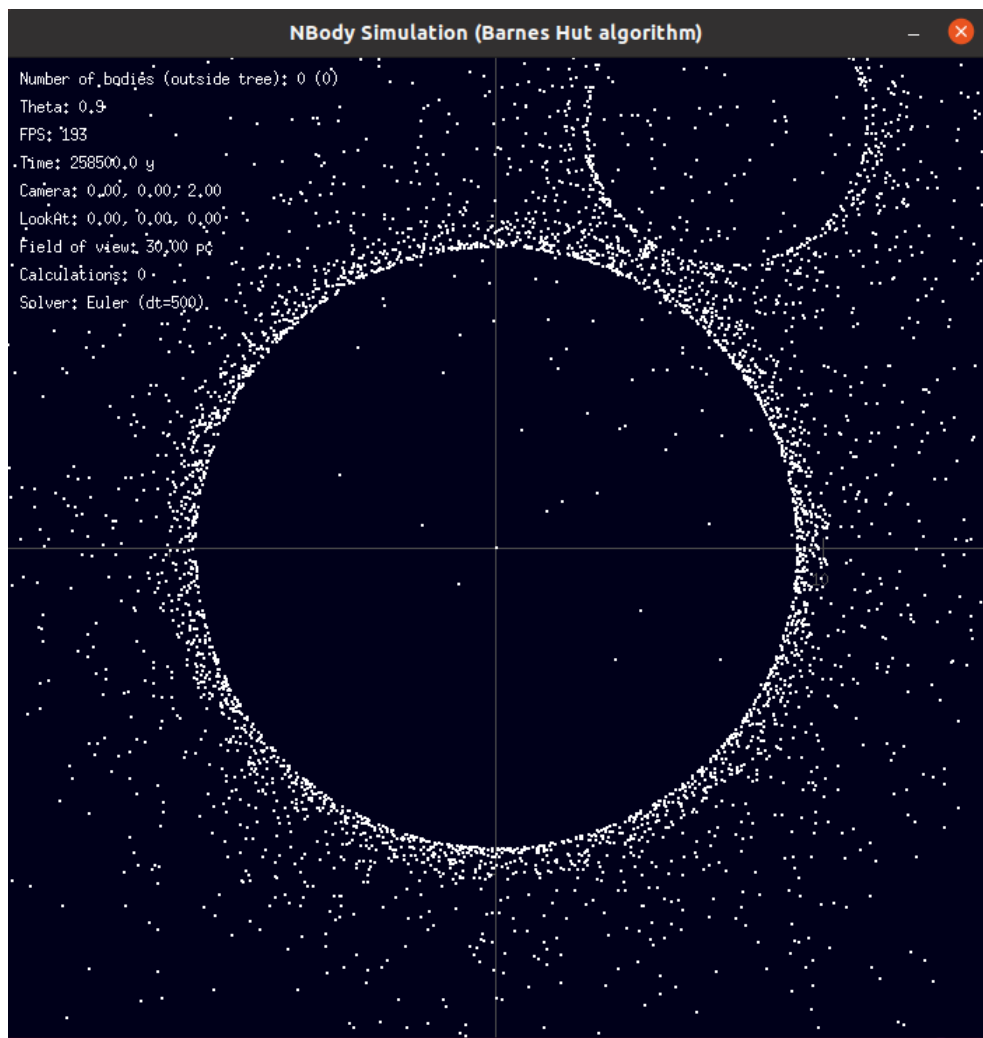 NBody Simulation (Barnes Hut algorithm)
Number of bodies (outside tree): 0 (0)
Theta: 0.9
FPS: 193
Time: 258500.0 y
Camera: 0.00, 0.00, 2.00
LookAt: 0.00, 0.00, 0.00
Field of view: 30.00 pc
Calculations: 0
Solver: Euler (dt=500)
10